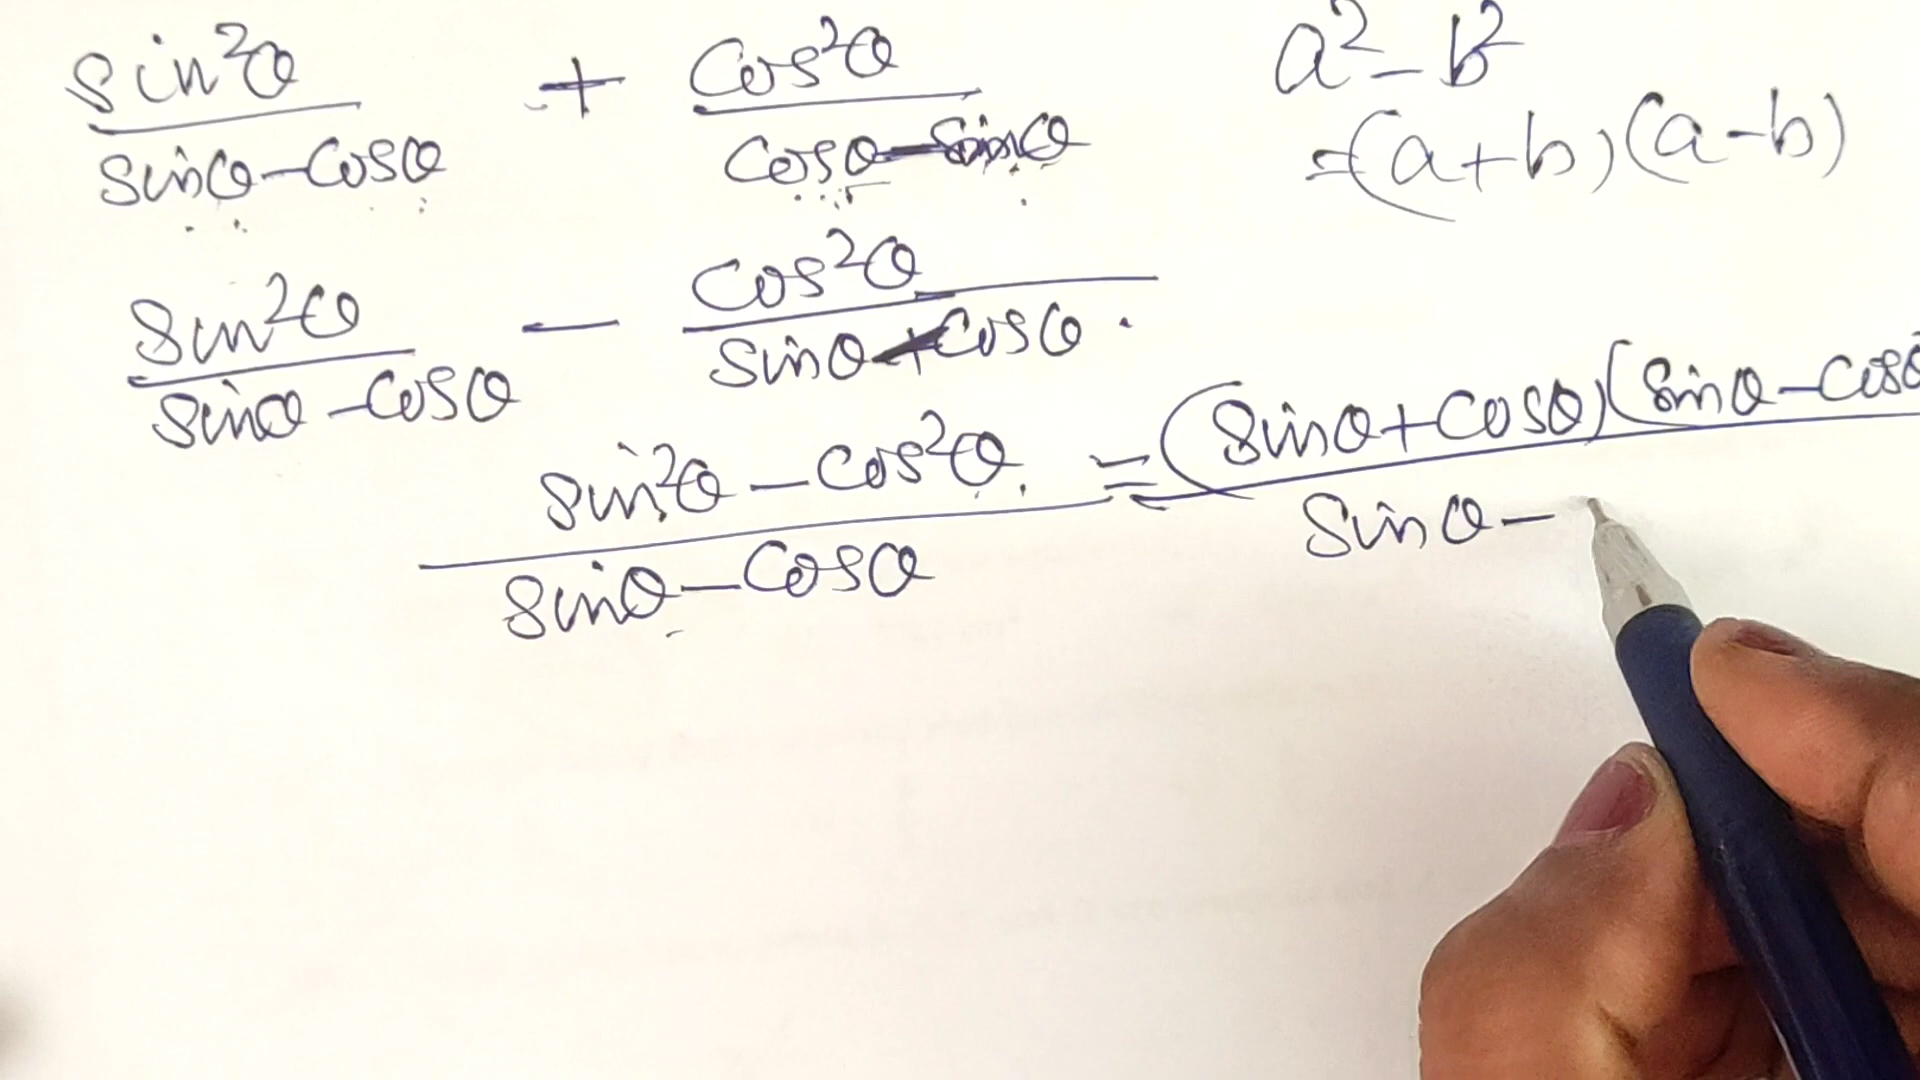 sin²θ + cos²θ a² - b²
sinθ - cosθ cosθ - sinθ = (a+b)(a-b)
sin²θ - cos²θ
sinθ - cosθ sinθ - cosθ.
sin²θ - cos²θ = (sinθ + cosθ)(sinθ - cosθ
sinθ - cosθ sinθ -